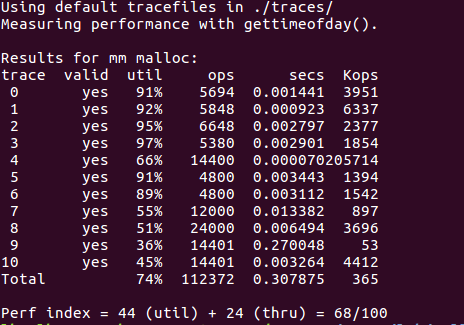 Using default tracefiles in ./traces/
Measuring performance with gettimeofday().
Results for mm malloc:
trace valid util ops secs Kops
0 yes 91% 5694 0.001441 3951
1 yes 92% 5848 0.000923 6337
2 yes 95% 6648 0.002797 2377
3 yes 97% 5380 0.002901 1854
4 yes 66% 14400 0.000070205714
5 yes 91% 4800 0.003443 1394
6 yes 89% 4800 0.003112 1542
7 yes 55% 12000 0.013382 897
8 yes 51% 24000 0.006494 3696
9 yes 36% 14401 0.270048 53
10 yes 45% 14401 0.003264 4412
Total 74% 112372 0.307875 365
Perf index = 44 (util) + 24 (thru) = 68/100